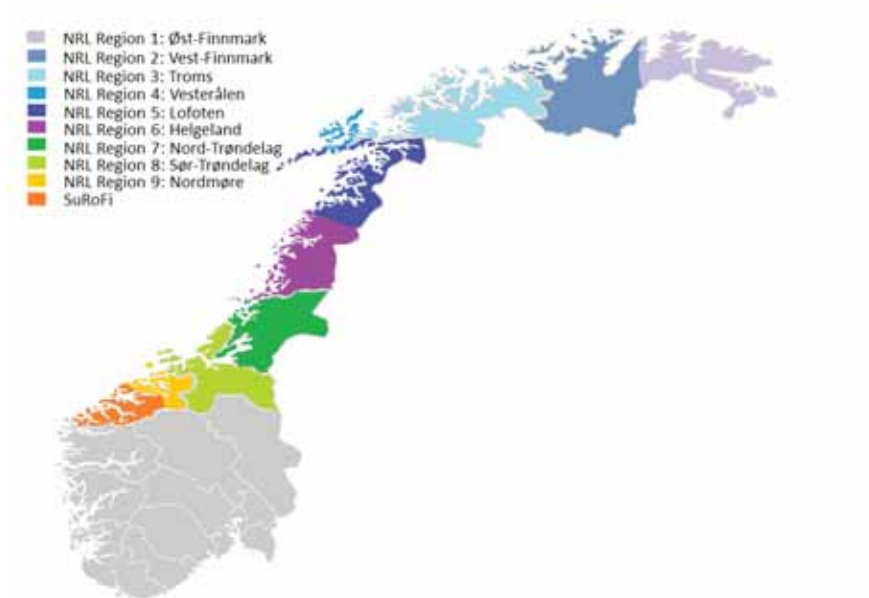 NRL Region 1: Øst-Finnmark
NRL Region 2: Vest-Finnmark
NRL Region 3: Troms
NRL Region 4: Vesterålen
NRL Region 5: Lofoten
NRL Region 6: Helgeland
NRL Region 7: Nord-Trøndelag
NRL Region 8: Sør-Trøndelag
NRL Region 9: Nordmøre
SuRoFi